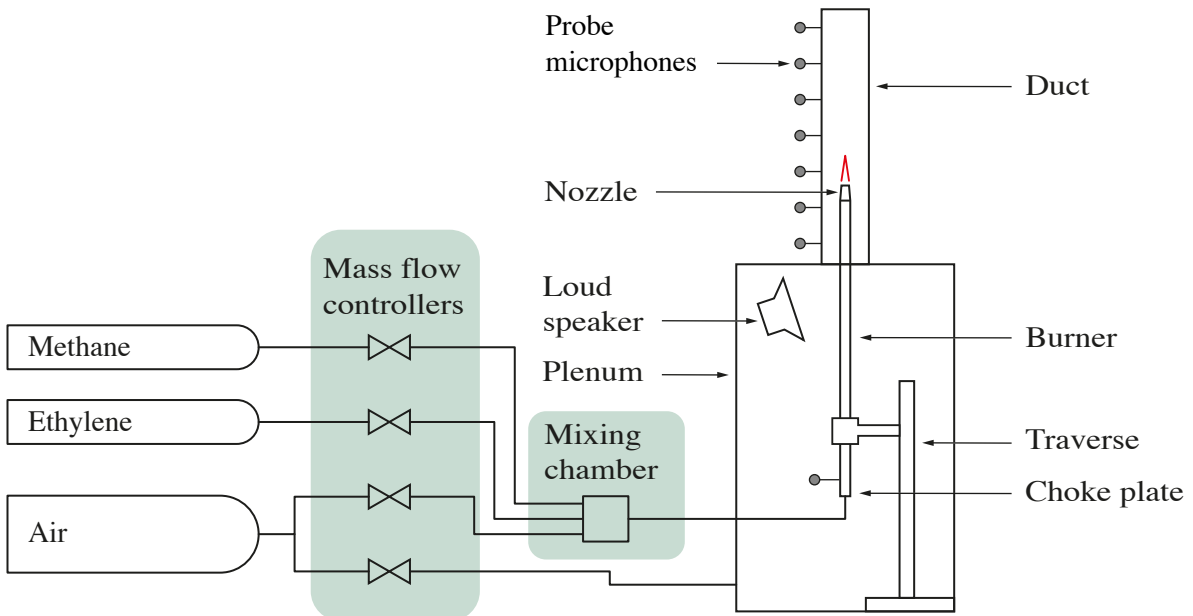 Probe
microphones
Duct
Nozzle
Mass flow
controllers
Loud
speaker
Methane
Burner
Plenum
Ethylene
Mixing
chamber
Traverse
Choke plate
Air